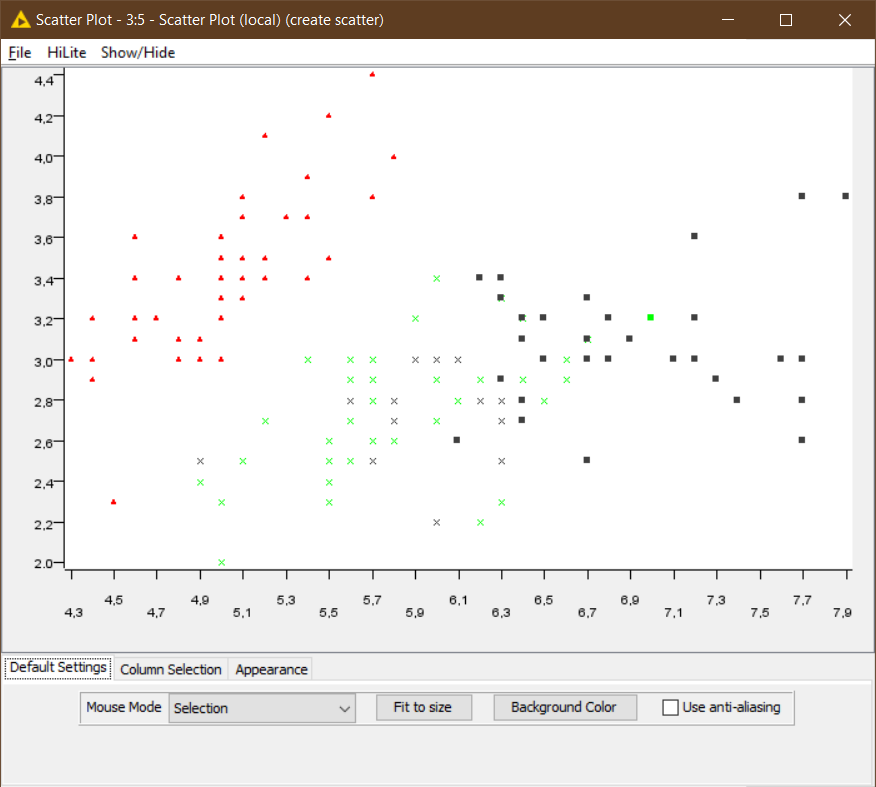 Scatter Plot - 3:5 - Scatter Plot (local) (create scatter)
File HiLite Show/Hide
4,4
4,2
4,0
3,8
3,6
3,4
3,2
3,0
2,8
2,6
2,4
2,2
2.0
4,5 4,9 5,3 5,7 6,1 6,5 6,9 7,3 7,7
4,3 4,7 5,1 5,5 5,9 6,3 6,7 7,1 7,5 7,9
Default Settings Column Selection Appearance
Mouse Mode Selection Fit to size Background Color Use anti-aliasing